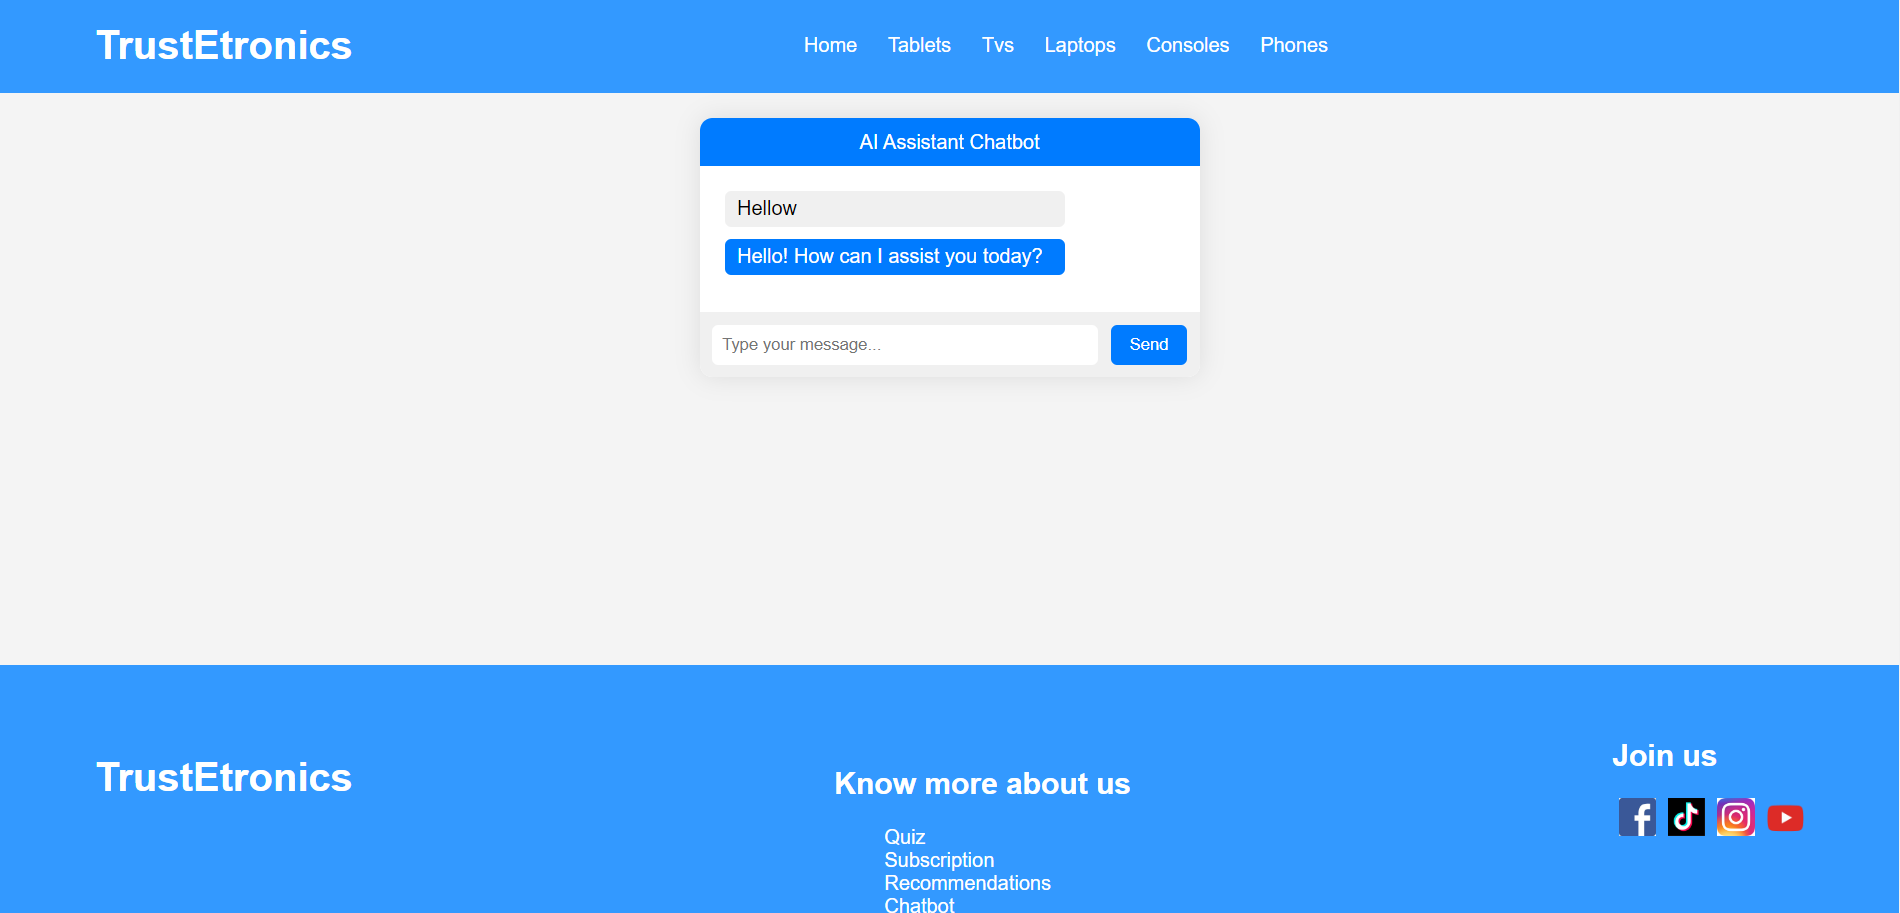 TrustEtronics
Home Tablets Tvs Laptops Consoles Phones
AI Assistant Chatbot
Hellow
Hello! How can I assist you today?
Type your message...
Send
TrustEtronics
Know more about us
Quiz
Subscription
Recommendations
Chatbot
Join us